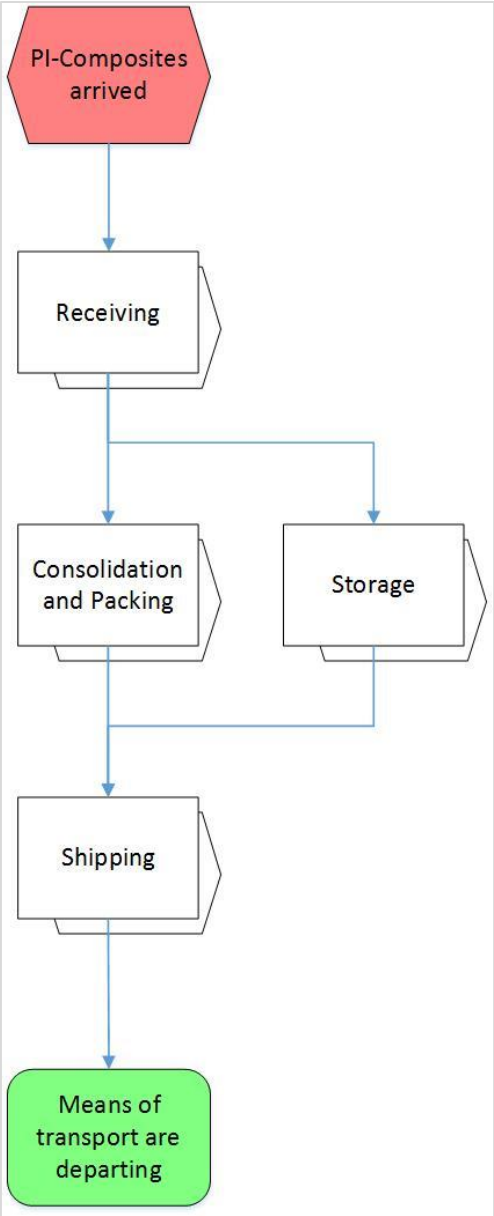 PI-Composites
arrived
Receiving
Consolidation
and Packing
Storage
Shipping
Means of
transport are
departing